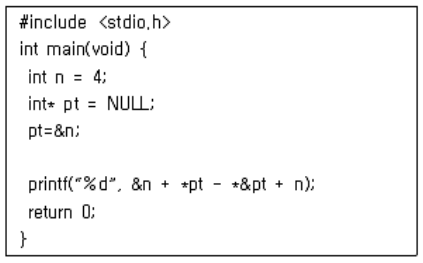 #include <stdio.h>
int main(void) {
int n = 4;
int* pt = NULL;
pt=&n;
printf("%d", &n + *pt - *&pt + n);
return 0;
}